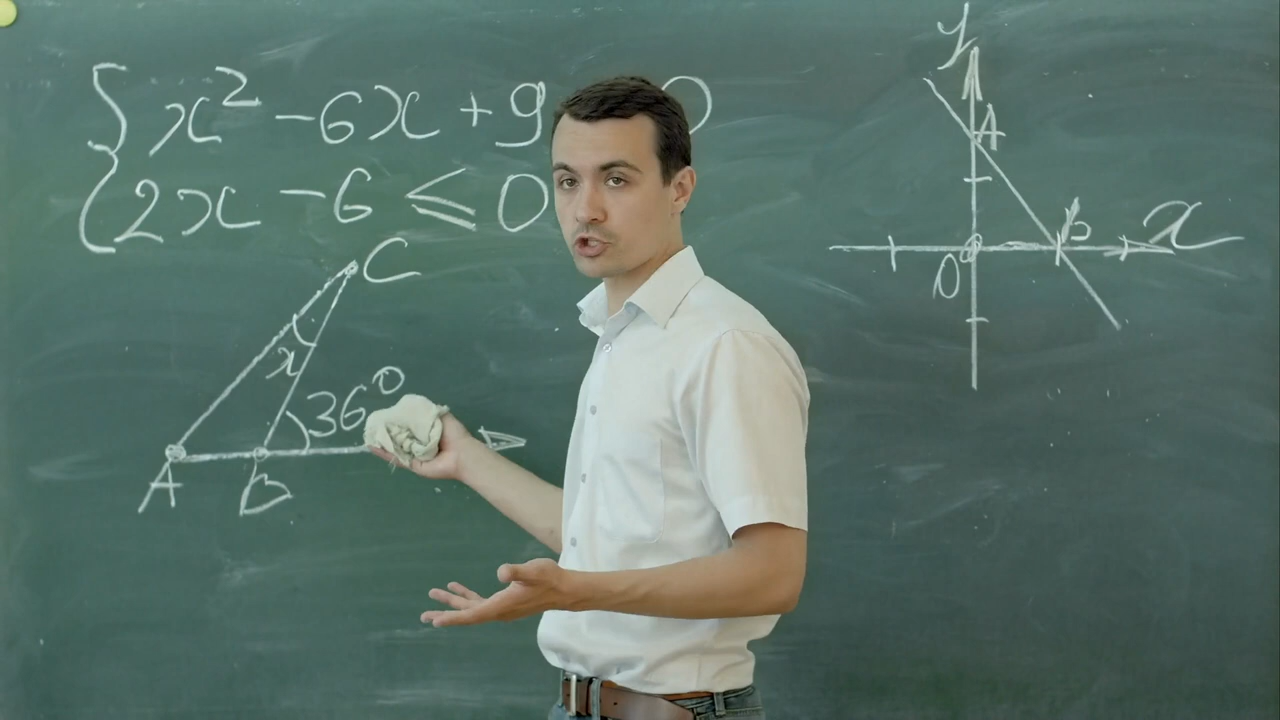 { x² - 6x + 9 0
2x - 6 ≤ 0
C
x
36°
A B
y
A
B x
0